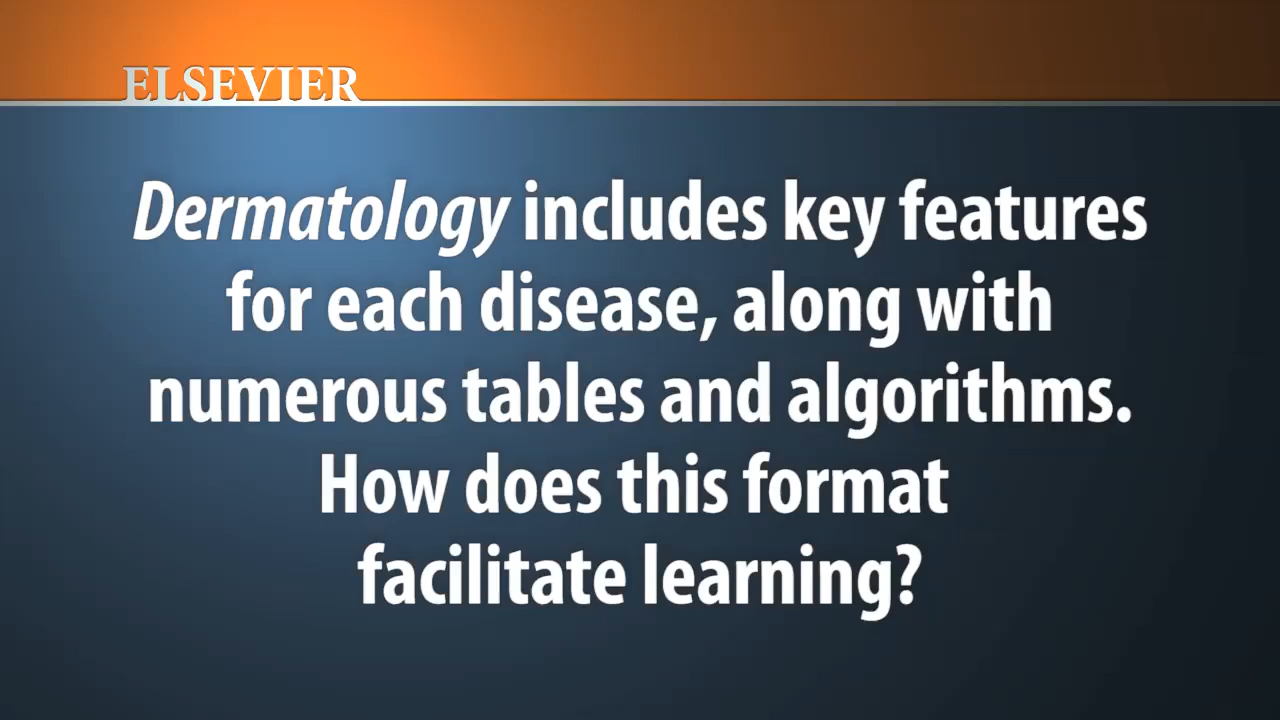 ELSEVIER
Dermatology includes key features
for each disease, along with
numerous tables and algorithms.
How does this format
facilitate learning?